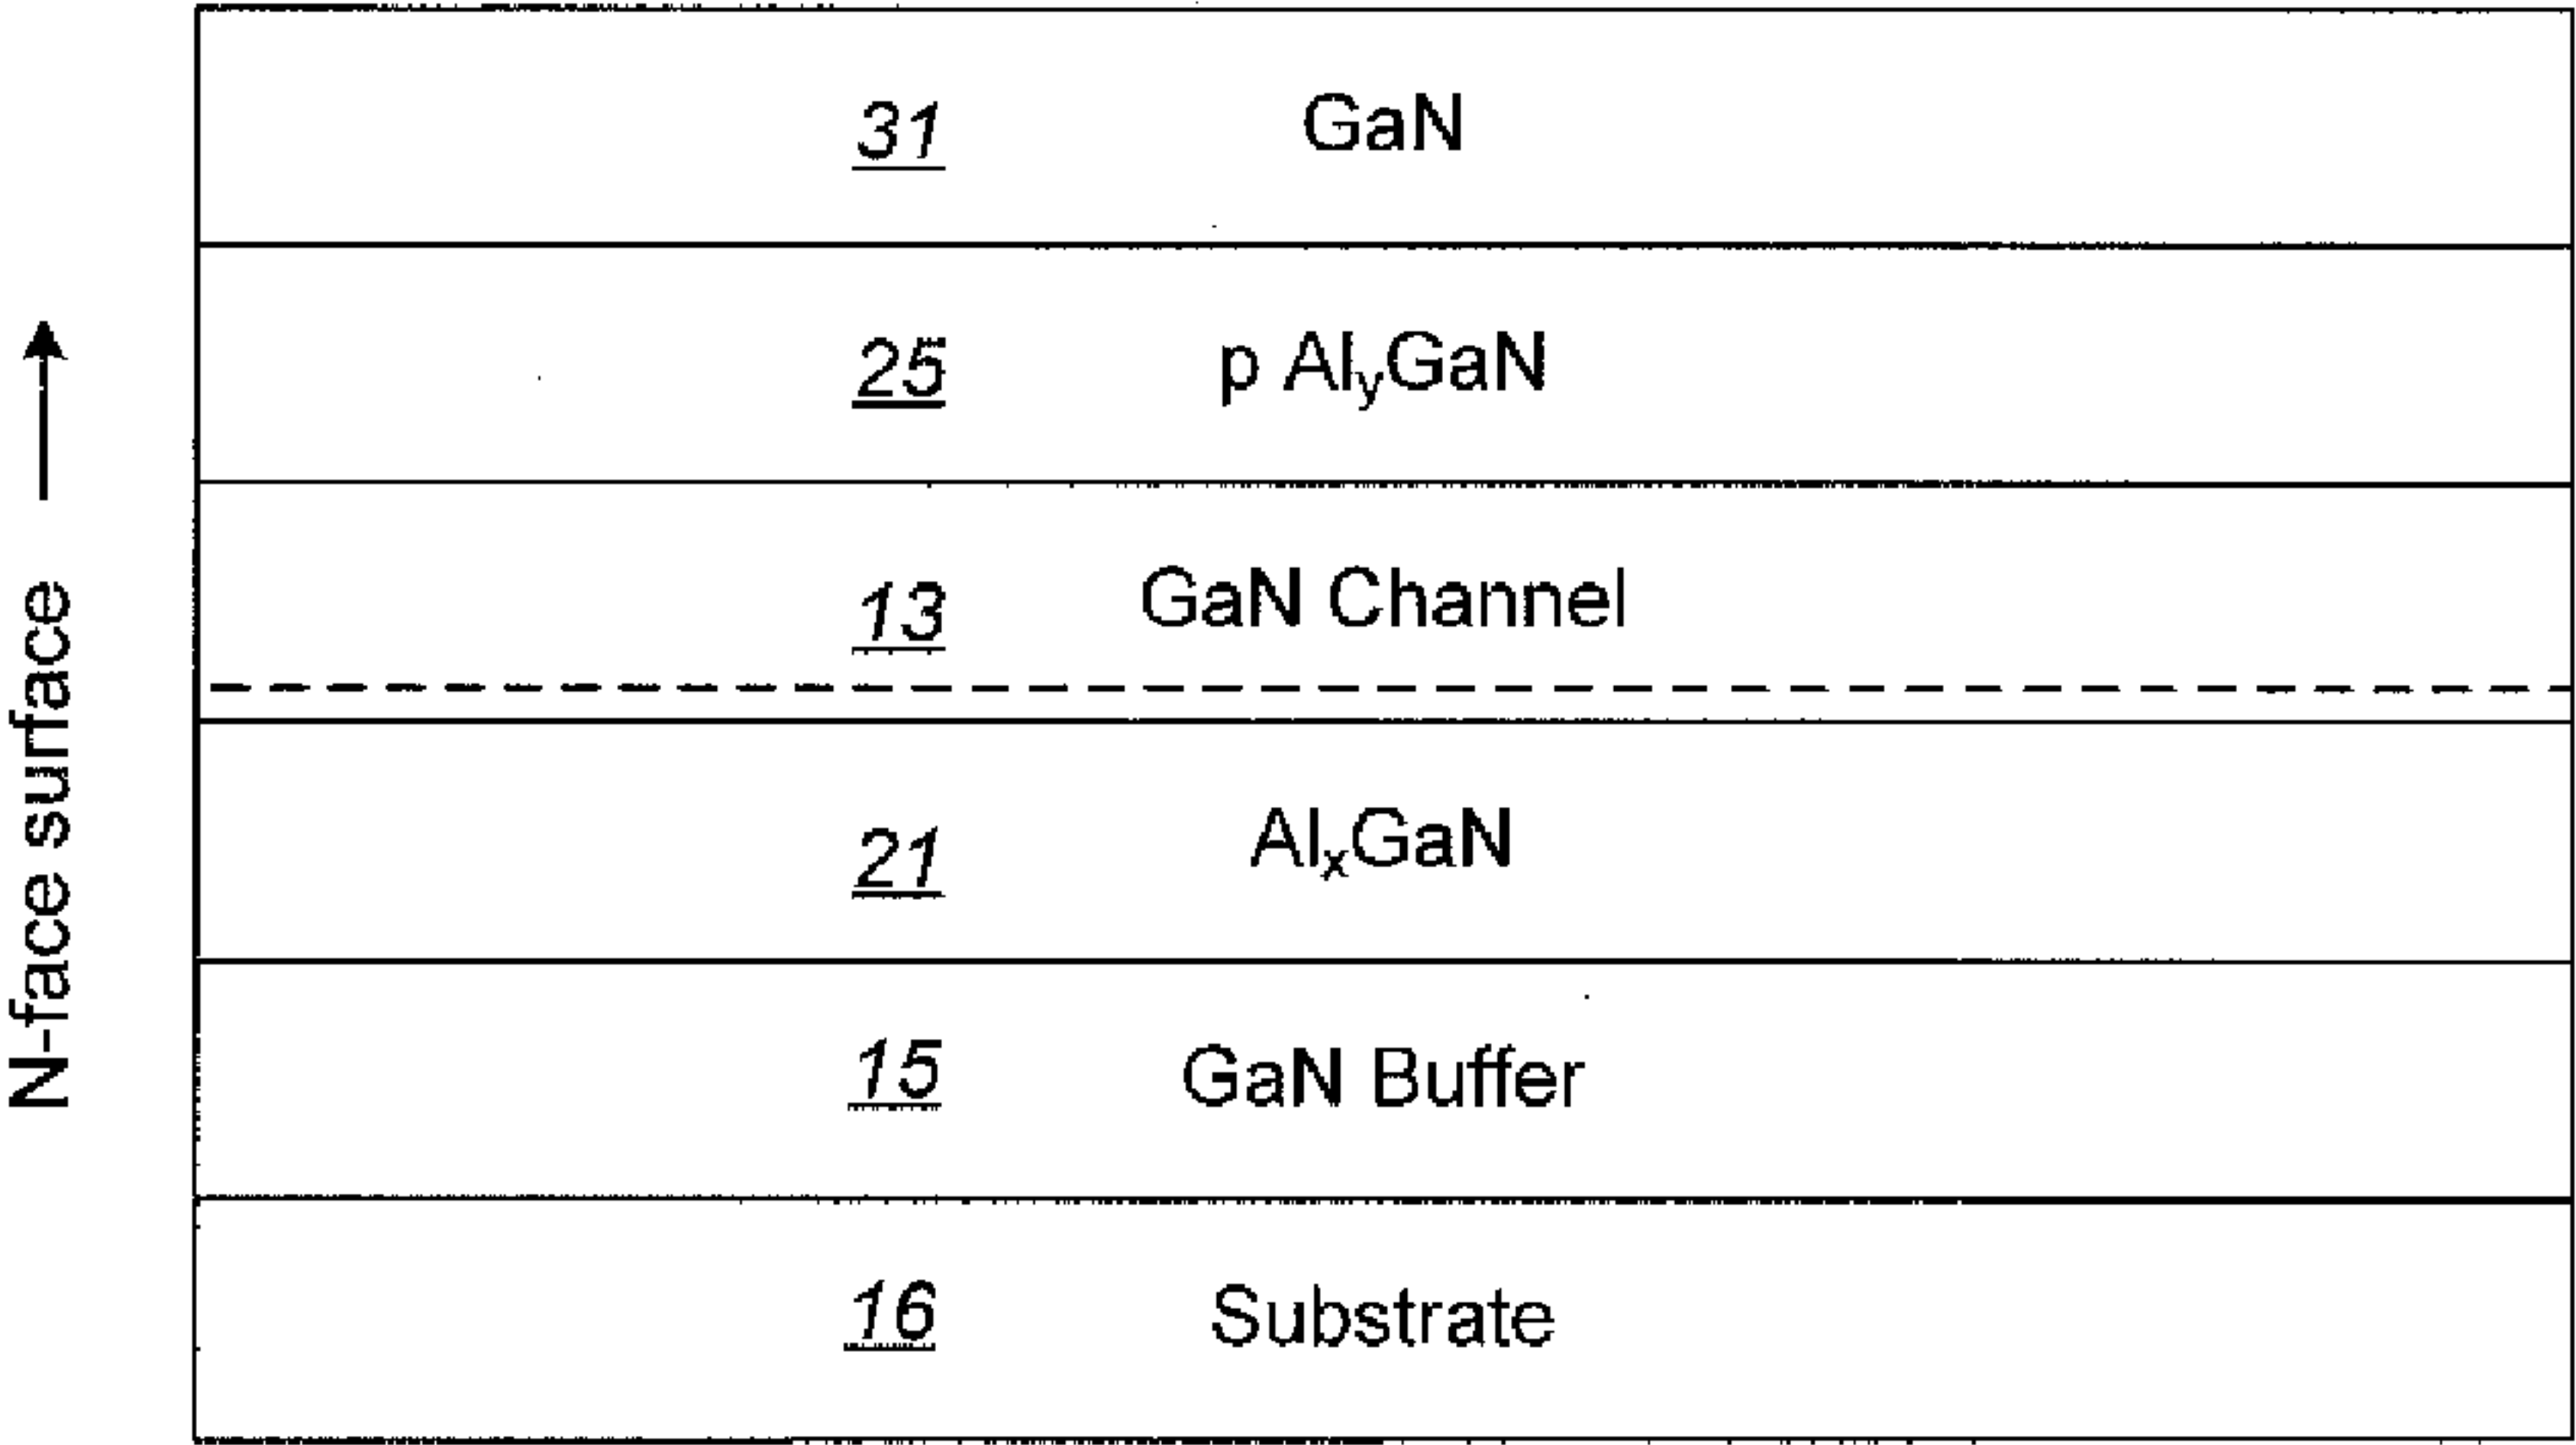 31 GaN
25 p AlyGaN
13 GaN Channel
21 AlxGaN
15 GaN Buffer
16 Substrate
N-face surface